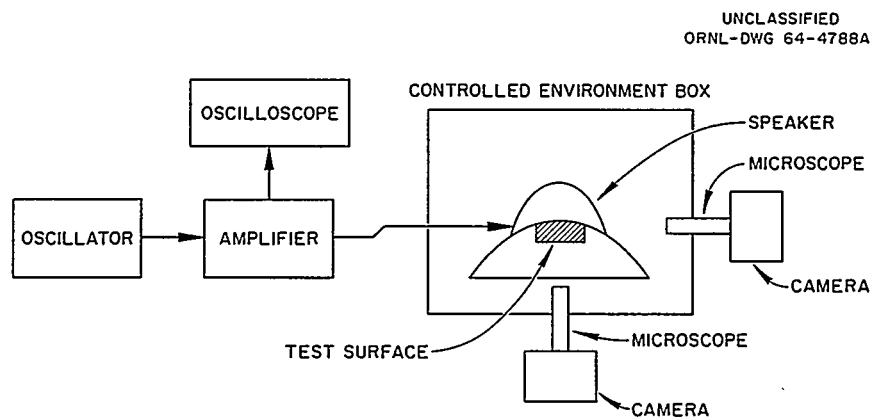 UNCLASSIFIED
ORNL-DWG 64-4788A
CONTROLLED ENVIRONMENT BOX
OSCILLOSCOPE
SPEAKER
MICROSCOPE
OSCILLATOR
AMPLIFIER
CAMERA
TEST SURFACE
MICROSCOPE
CAMERA